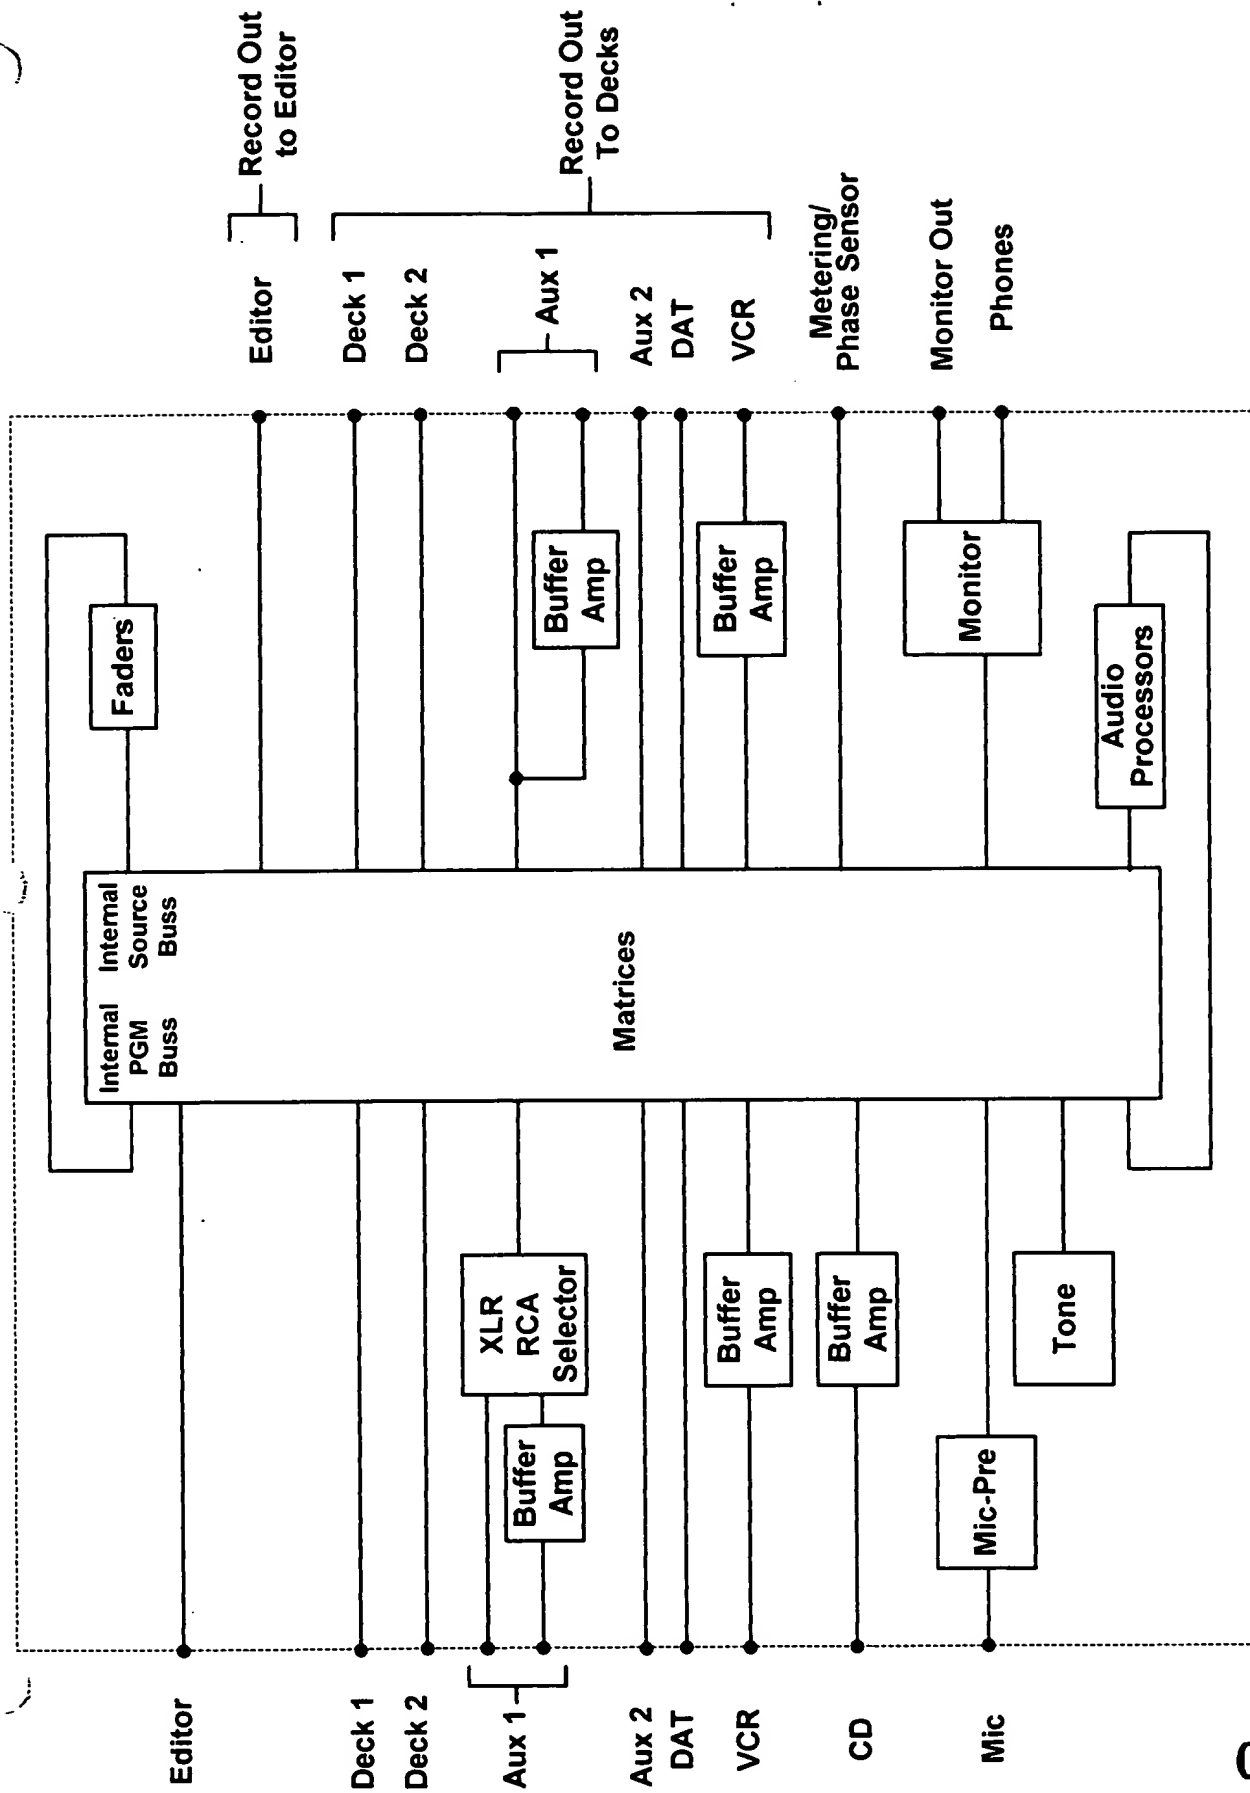 Faders
Internal
PGM
Buss
Internal
Source
Buss
Matrices
Editor
Deck 1
Deck 2
Aux 1
Aux 2
DAT
VCR
CD
Mic
XLR
RCA
Selector
Buffer
Amp
Buffer
Amp
Buffer
Amp
Mic-Pre
Tone
Buffer
Amp
Buffer
Amp
Monitor
Audio
Processors
Editor
Deck 1
Deck 2
Aux 1
Aux 2
DAT
VCR
Metering/
Phase Sensor
Monitor Out
Phones
Record Out
to Editor
Record Out
To Decks